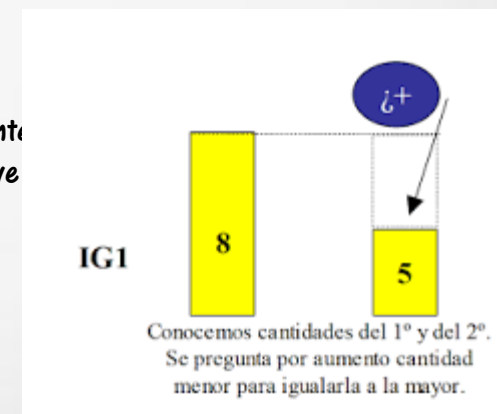 ¿+
IG1
8
5
Conocemos cantidades del 1º y del 2º.
Se pregunta por aumento cantidad
menor para igualarla a la mayor.